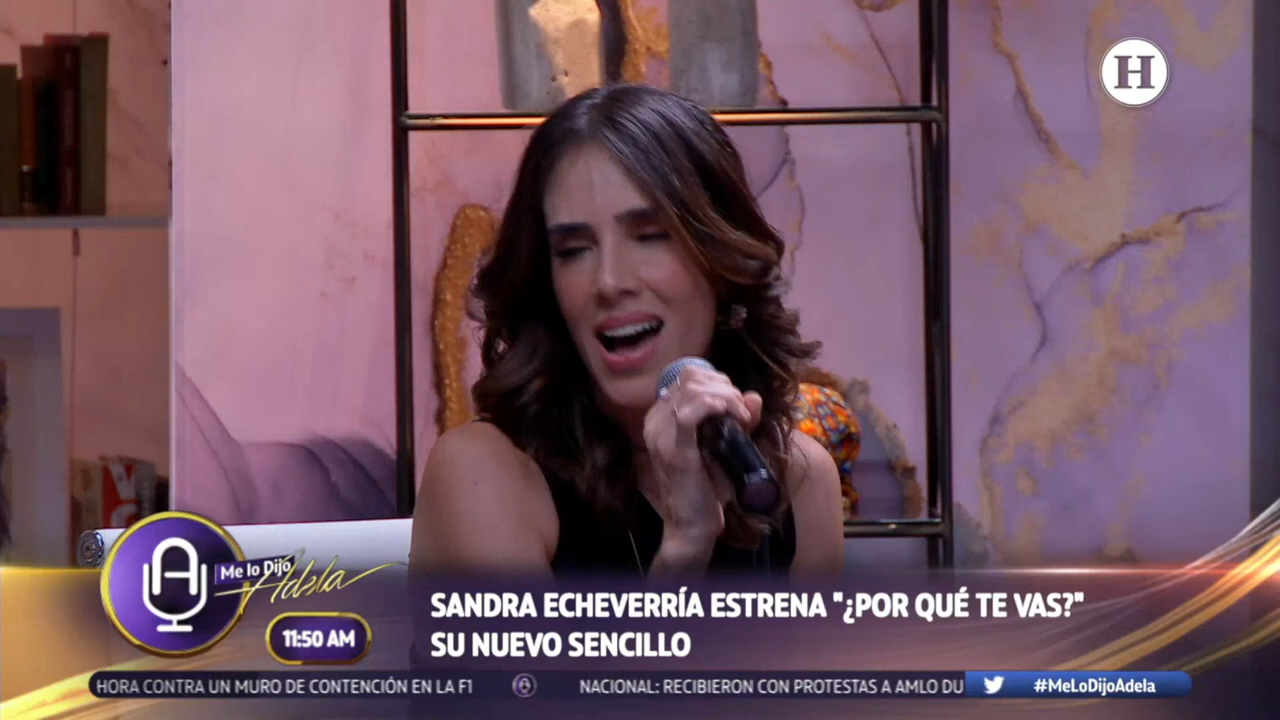 H
ME LO DIJO
Adela
11:50 AM
SANDRA ECHEVERRÍA ESTRENA "¿POR QUÉ TE VAS?"
SU NUEVO SENCILLO
HORA CONTRA UN MURO DE CONTENCIÓN EN LA F1
NACIONAL: RECIBIERON CON PROTESTAS A AMLO DU
#MeLoDijoAdela